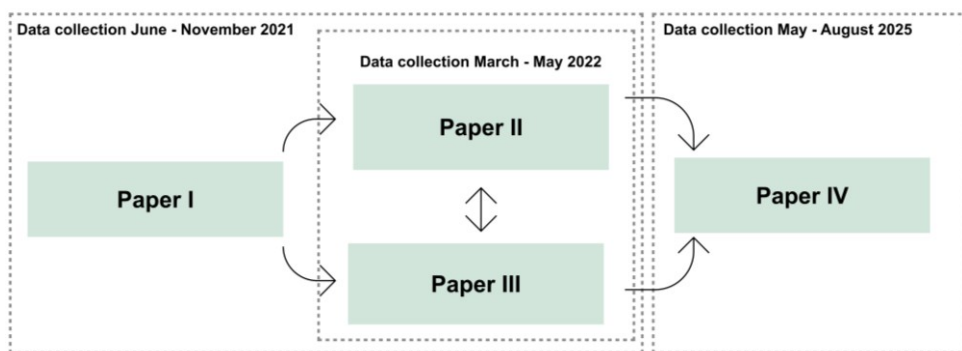 Data collection June - November 2021
Data collection May - August 2025
Data collection March - May 2022
Paper II
Paper I
Paper IV
Paper III